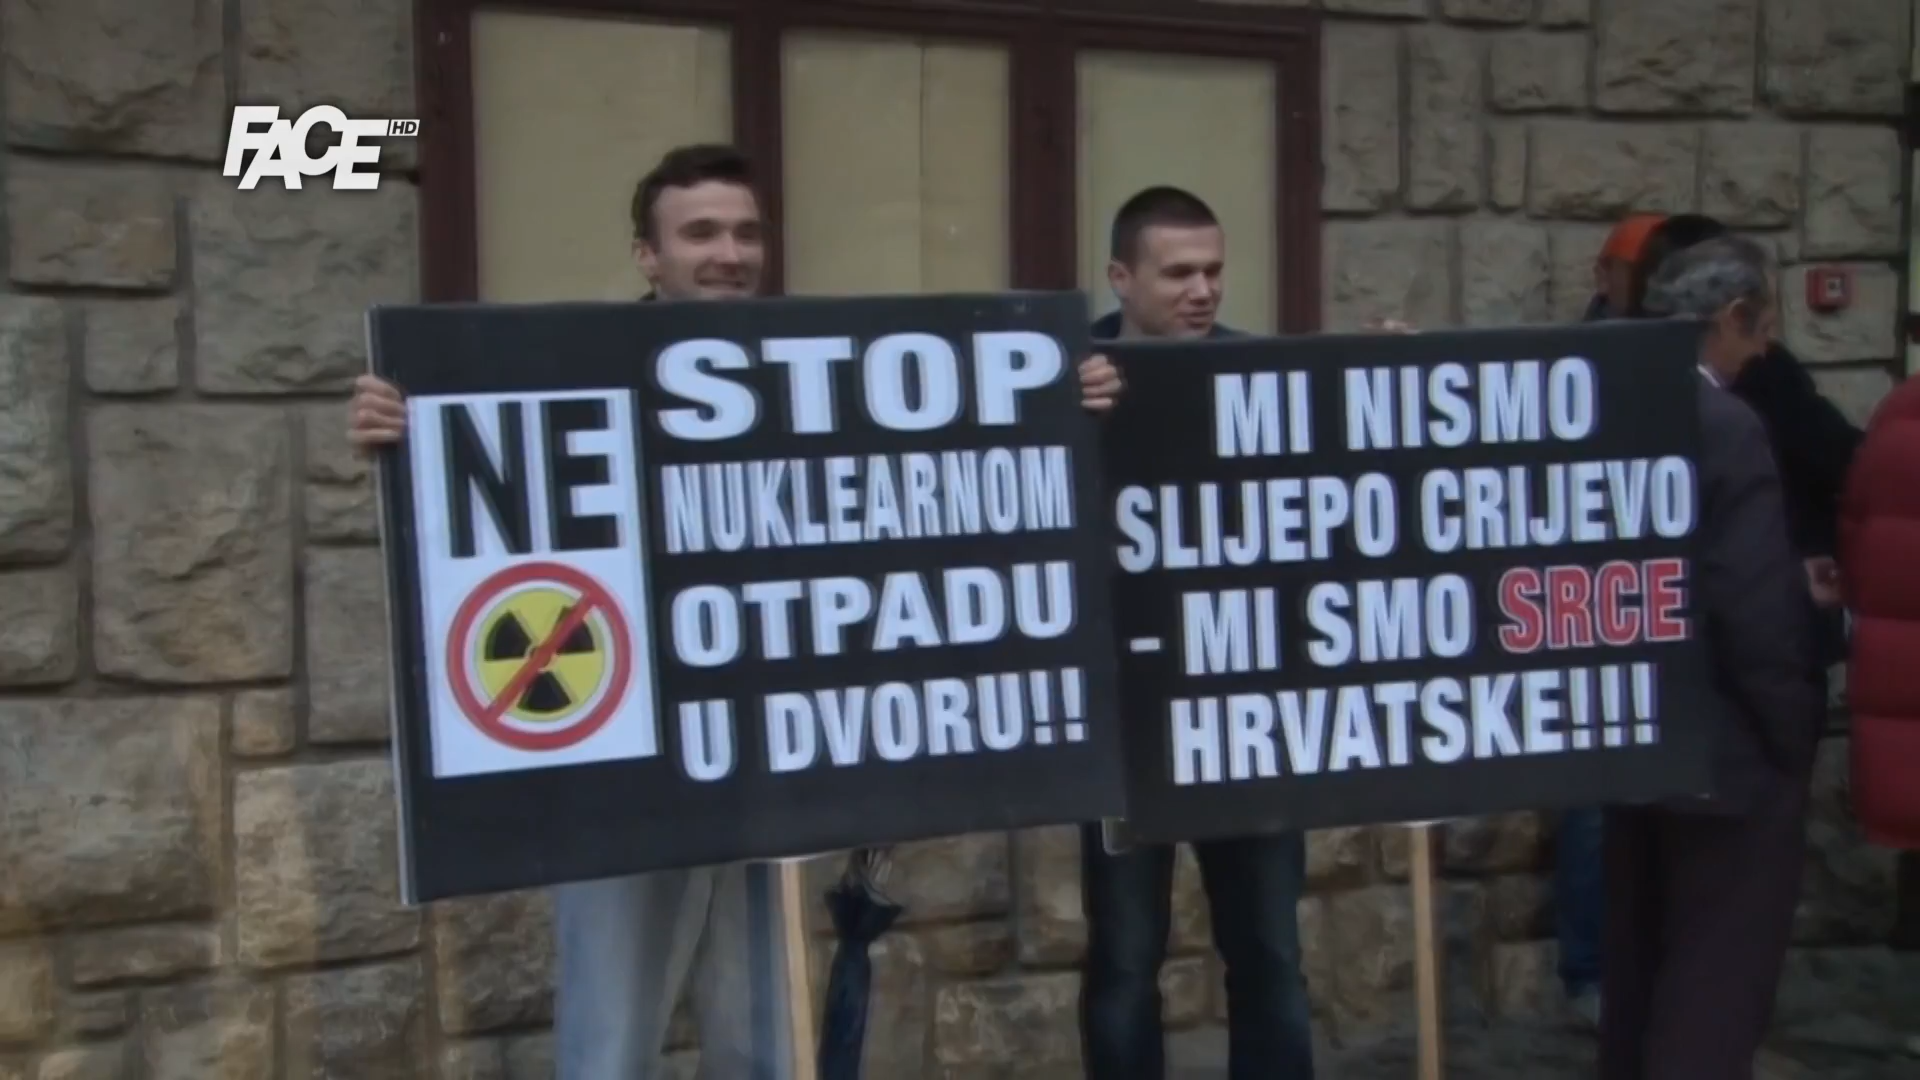 FACE HD
NE
STOP
NUKLEARNOM
OTPADU
U DVORU!!
MI NISMO
SLIJEPO CRIJEVO
- MI SMO SRCE
HRVATSKE!!!